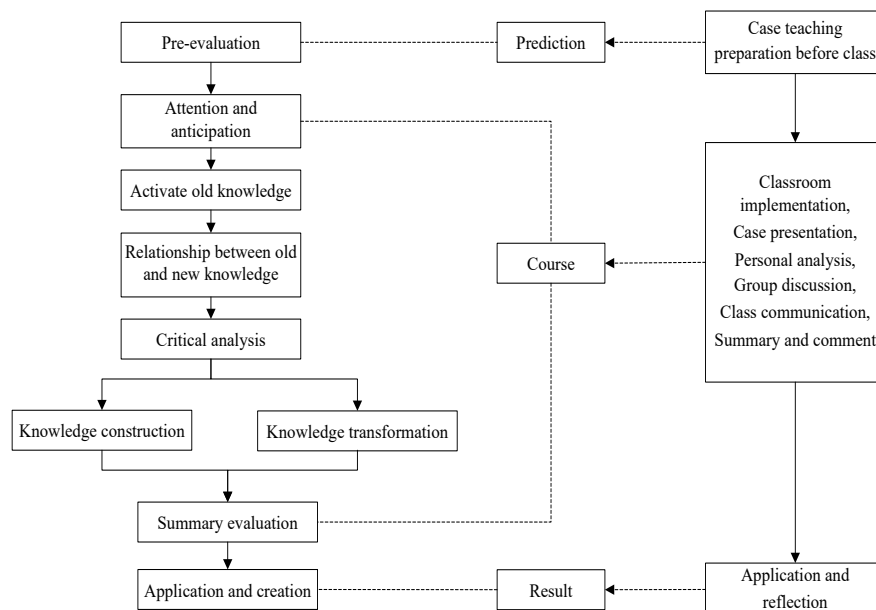 Pre-evaluation
Prediction
Case teaching
preparation before class
Attention and
anticipation
Activate old knowledge
Relationship between old
and new knowledge
Critical analysis
Knowledge construction
Knowledge transformation
Summary evaluation
Application and creation
Course
Classroom
implementation,
Case presentation,
Personal analysis,
Group discussion,
Class communication,
Summary and comment
Result
Application and
reflection